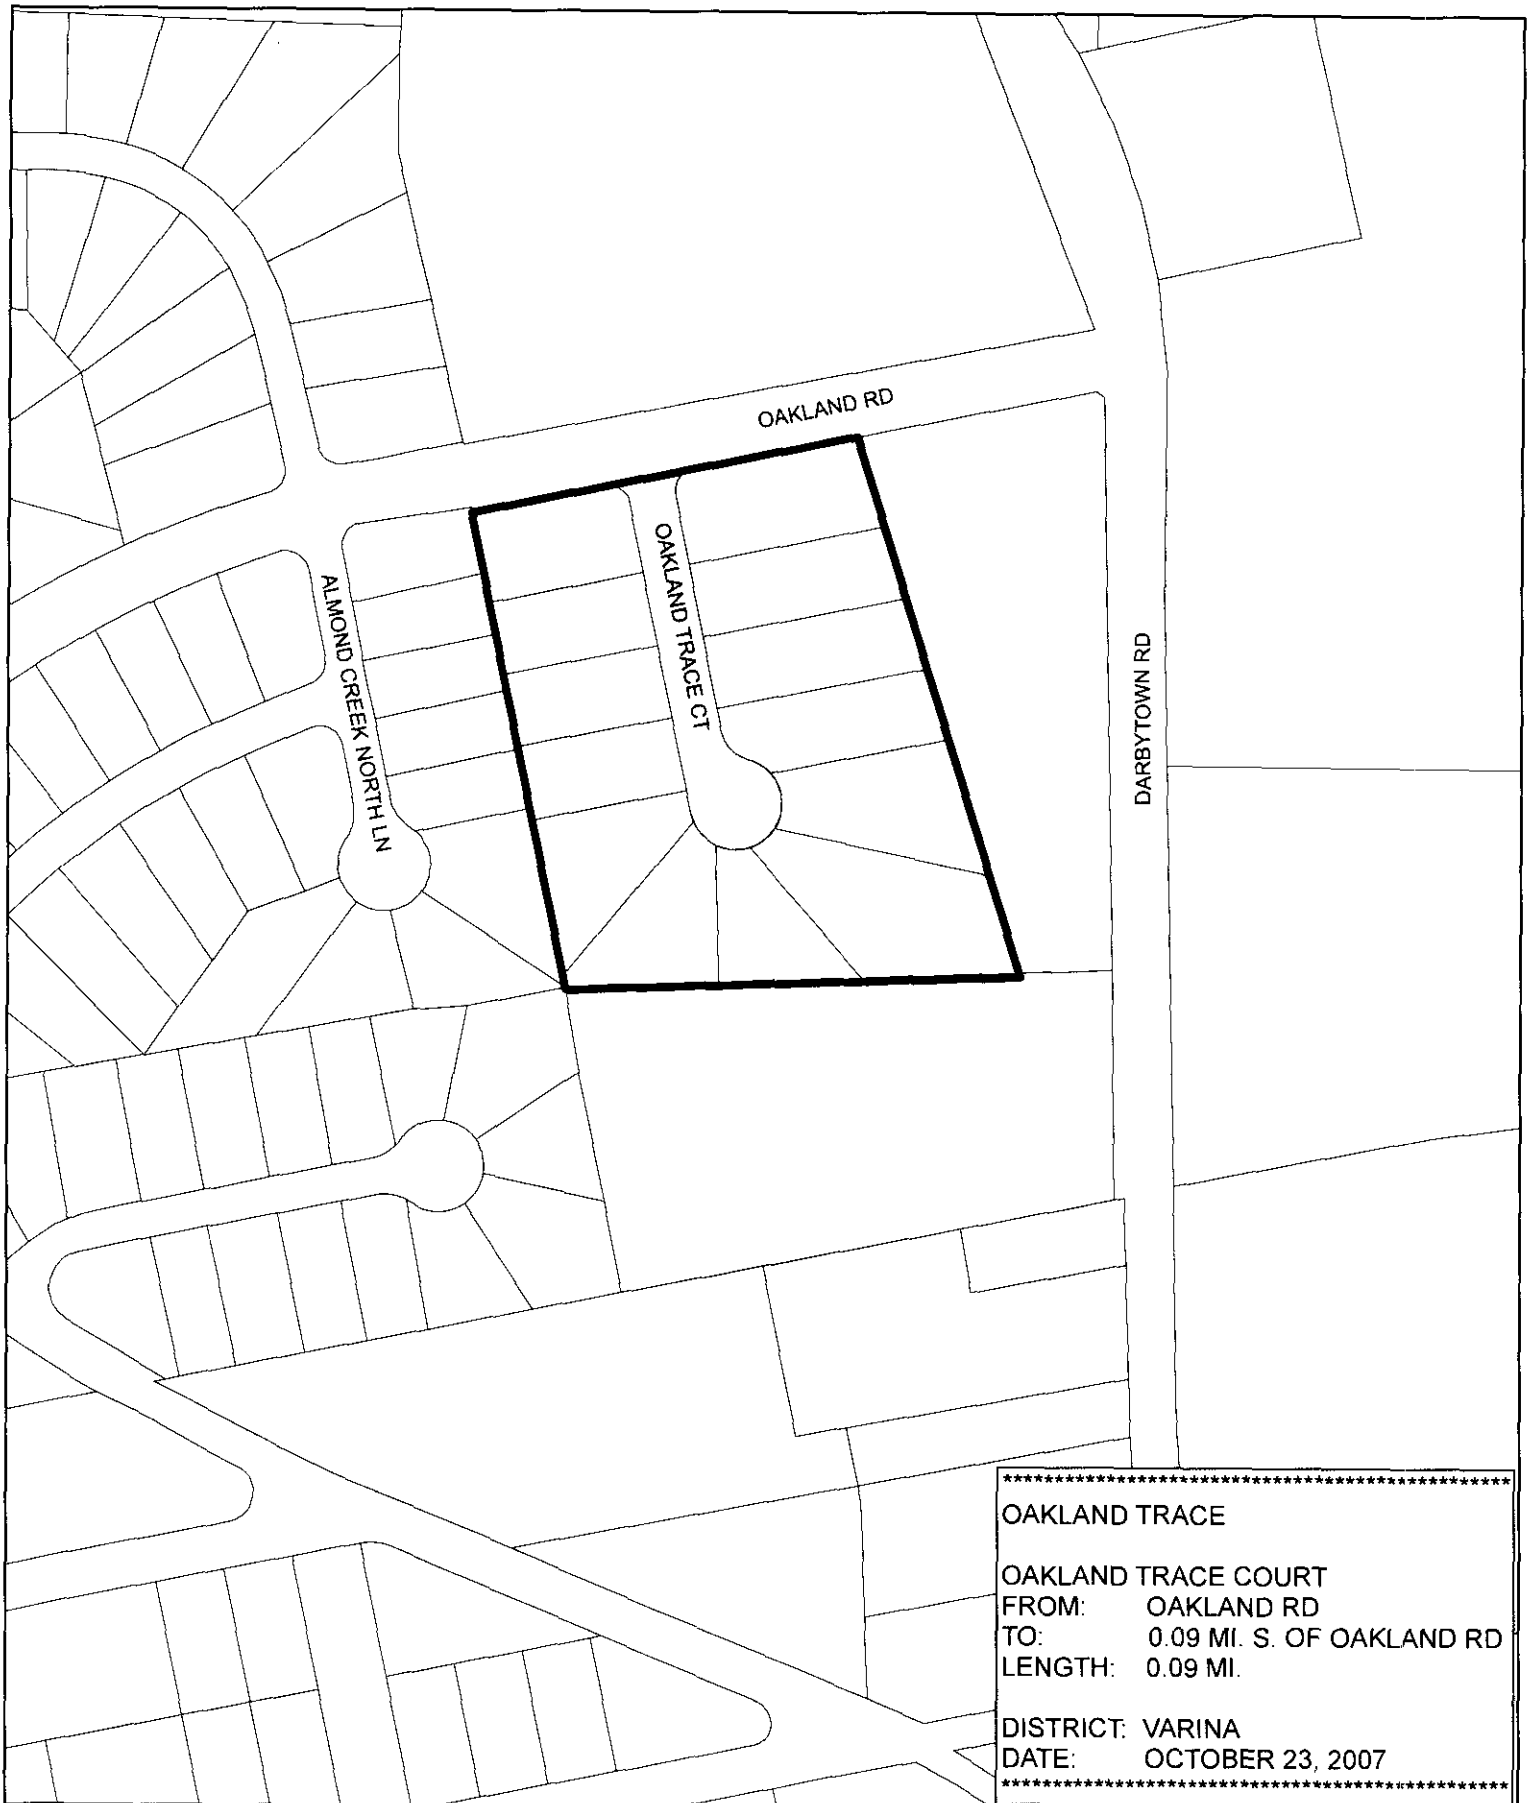 OAKLAND RD
OAKLAND TRACE CT
ALMOND CREEK NORTH LN
DARBYTOWN RD
**************************************************
OAKLAND TRACE
OAKLAND TRACE COURT
FROM: OAKLAND RD
TO: 0.09 MI. S. OF OAKLAND RD
LENGTH: 0.09 MI.
DISTRICT: VARINA
DATE: OCTOBER 23, 2007
**************************************************